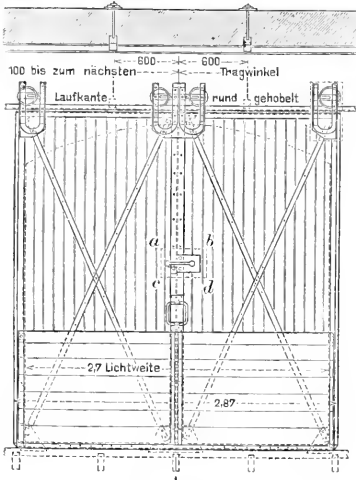 600 600
100 bis zum nächsten Tragwinkel
Laufkante rund gehobelt
a b
c d
2,7 Lichtweite
2,87